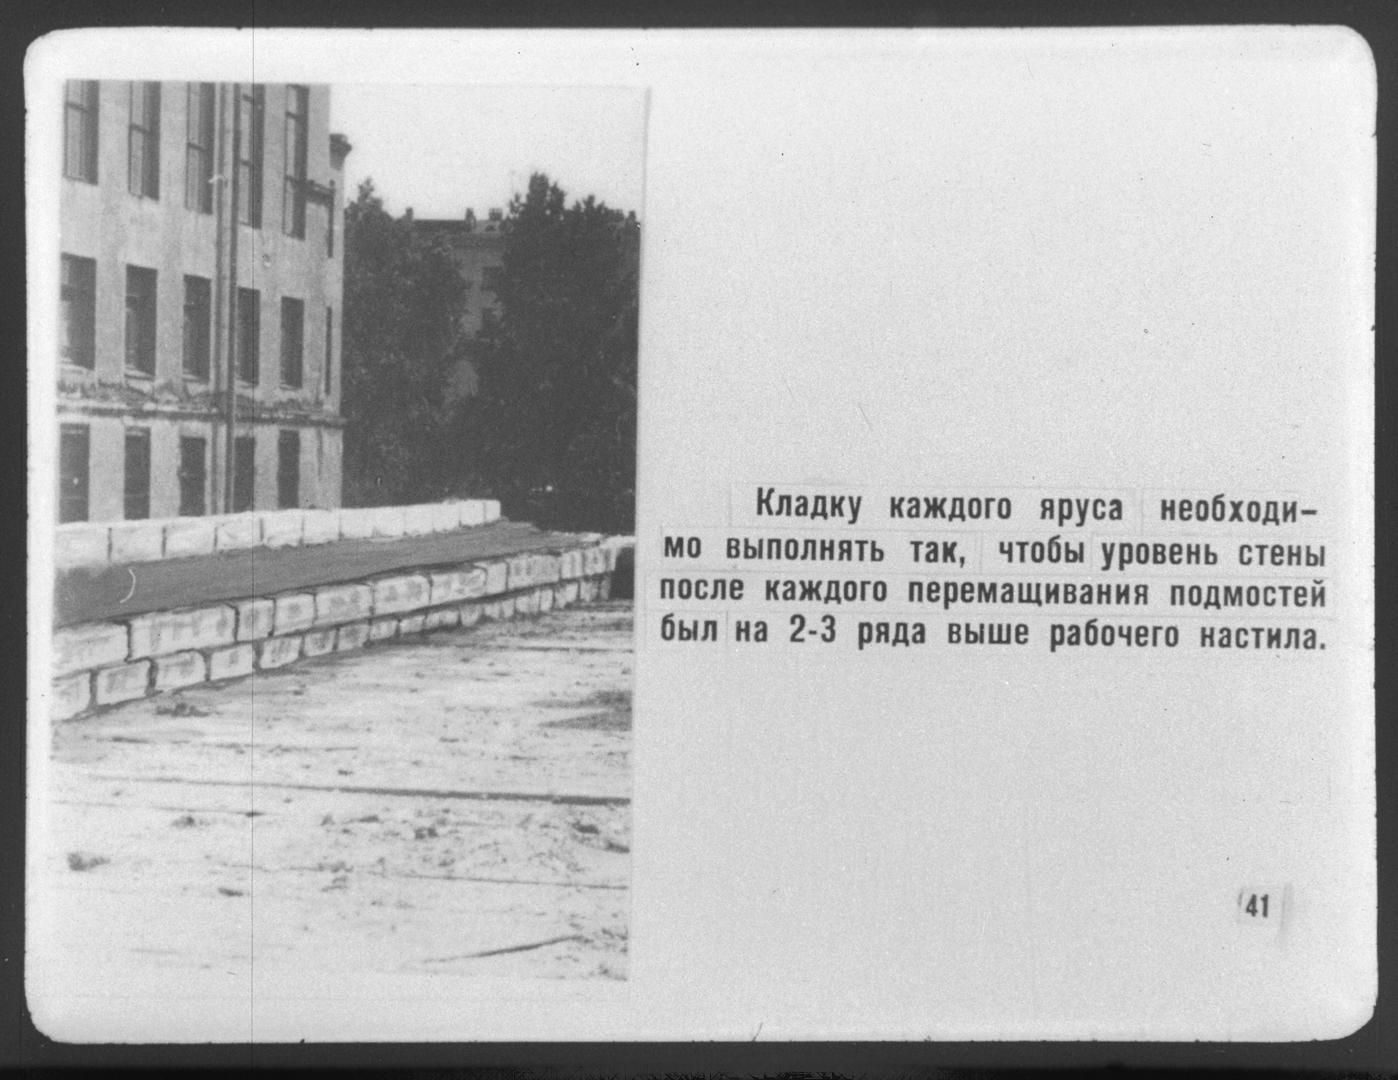 Кладку каждого яруса необходи-
мо выполнять так, чтобы уровень стены
после каждого перемащивания подмостей
был на 2-3 ряда выше рабочего настила.
41